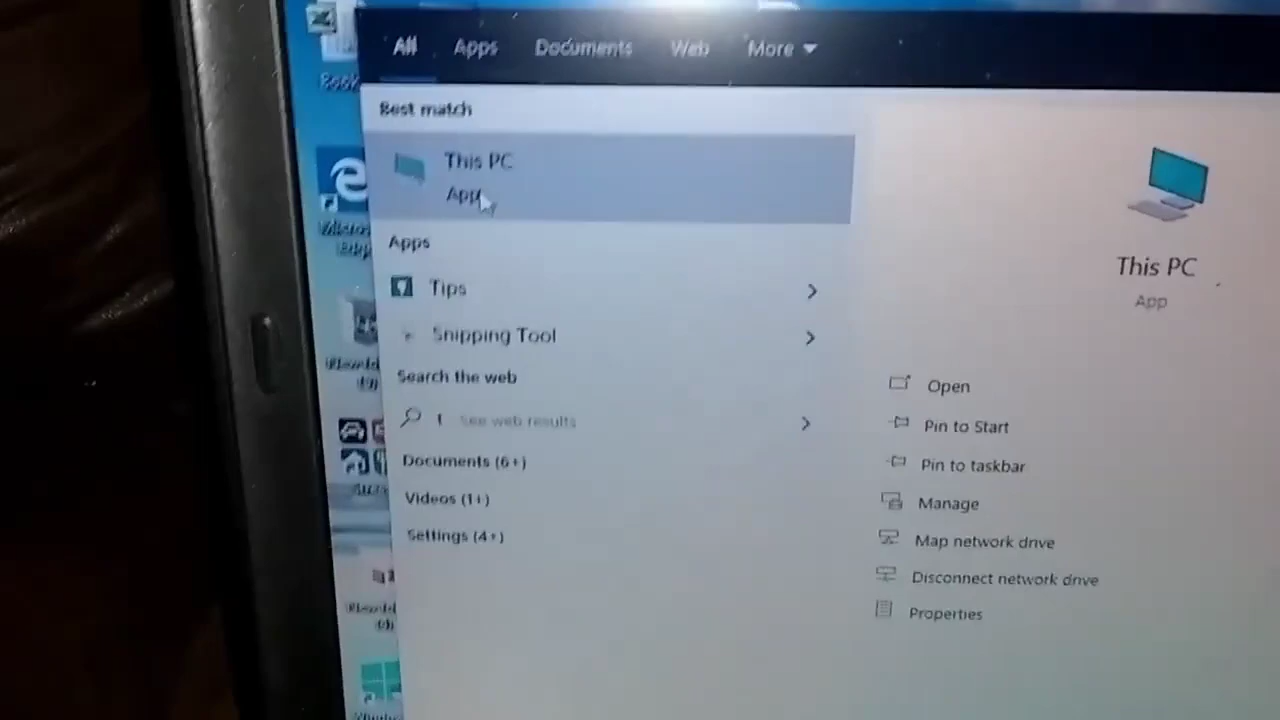 All Apps Documents Web More
Best match
This PC
App
Apps
Tips
Snipping Tool
Search the web
See web results
Documents (6+)
Videos (1+)
Settings (4+)
This PC
App
Open
Pin to Start
Pin to taskbar
Manage
Map network drive
Disconnect network drive
Properties